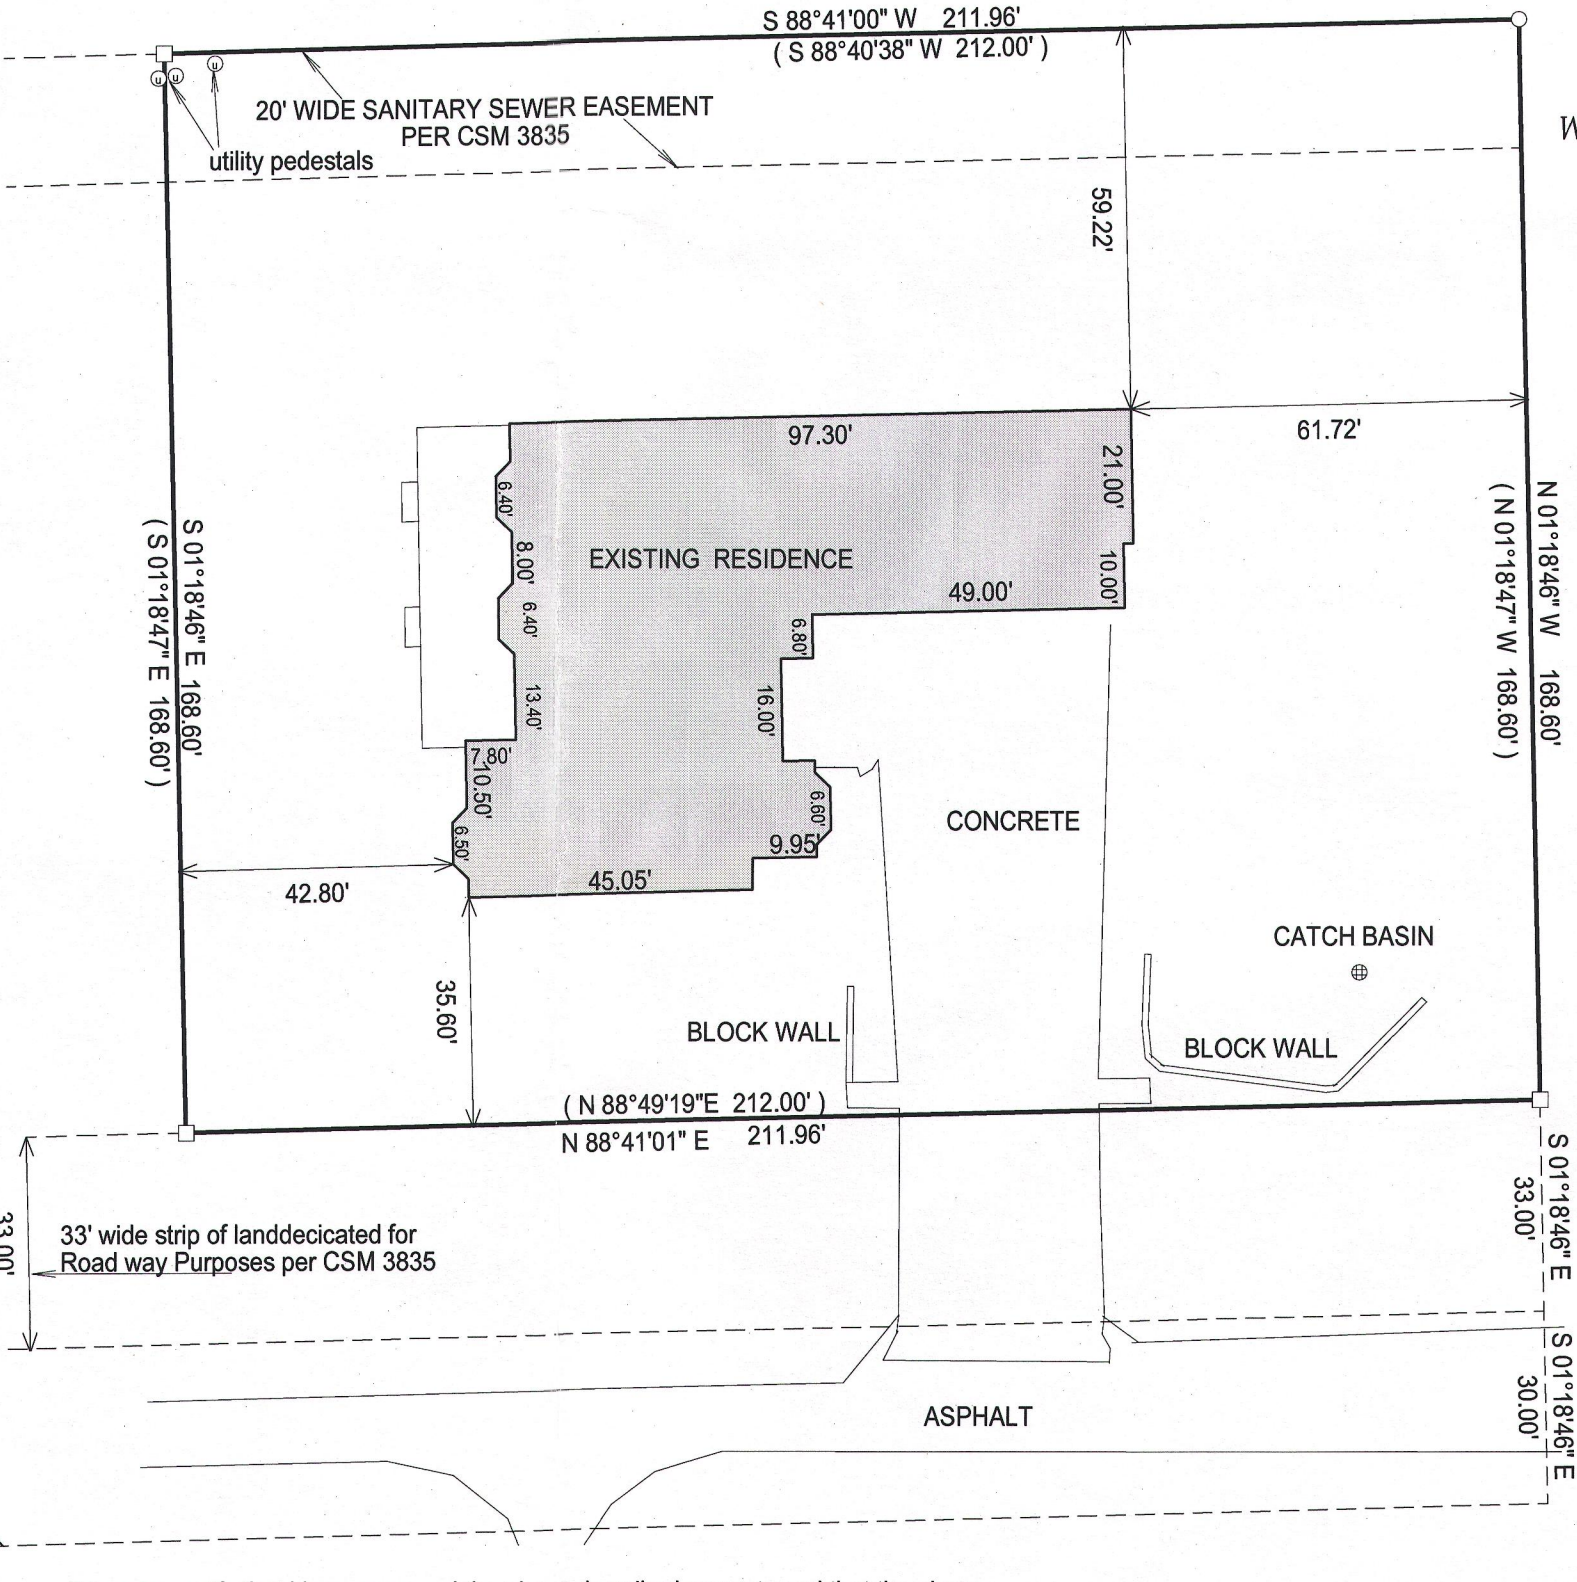 S 88°41'00" W 211.96'
( S 88°40'38" W 212.00' )
u u u
20' WIDE SANITARY SEWER EASEMENT
PER CSM 3835
utility pedestals
59.22'
97.30'
61.72'
21.00'
10.00'
6.40'
8.00'
EXISTING RESIDENCE
49.00'
6.40'
6.80'
13.40'
16.00'
S 01°18'46" E 168.60'
( S 01°18'47" E 168.60' )
N 01°18'46" W 168.60'
( N 01°18'47" W 168.60' )
7.80'
10.50'
6.60'
6.50'
9.95'
45.05'
42.80'
CONCRETE
CATCH BASIN
35.60'
BLOCK WALL
BLOCK WALL
( N 88°49'19"E 212.00' )
N 88°41'01" E 211.96'
S 01°18'46" E
33.00'
33.00'
33' wide strip of landdecicated for
Road way Purposes per CSM 3835
S 01°18'46" E
30.00'
ASPHALT